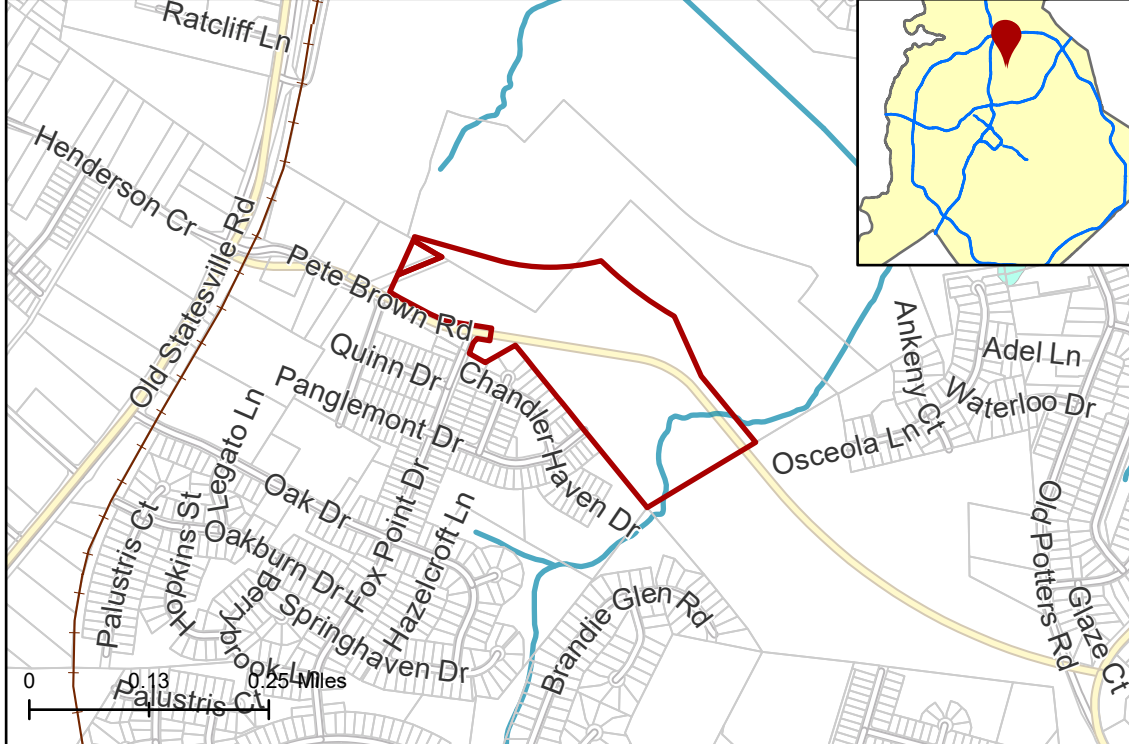 Ratcliff Ln
Henderson Cr
Old Statesville Rd
Pete Brown Rd
Quinn Dr
Panglemont Dr
Chandler Haven Dr
Ankeny Ct
Adel Ln
Waterloo Dr
Osceola Ln
Legato Ln
Oak Dr
Fox Point Dr
Hazelcroft Ln
Palustris Ct
Hopkins St
Oakburn Dr
Berrybrook Ln
Springhaven Dr
Brandie Glen Rd
Old Potters Rd
Glaze Ct
Palustris Ct
0 0.13 0.25 Miles